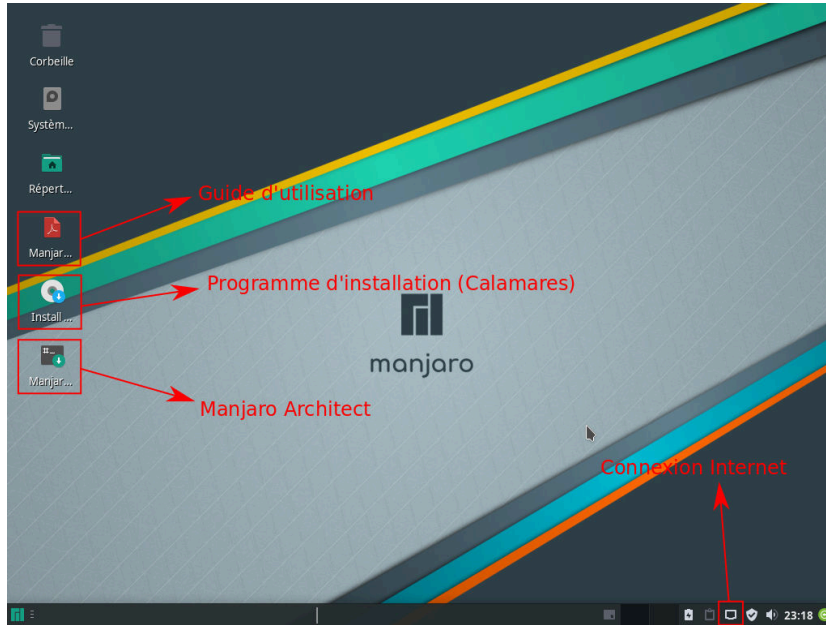 Corbeille
Systèm...
Répert...
Guide d'utilisation
Manjar...
Programme d'installation (Calamares)
Install ...
manjaro
Manjar...
Manjaro Architect
Connexion Internet
23:18